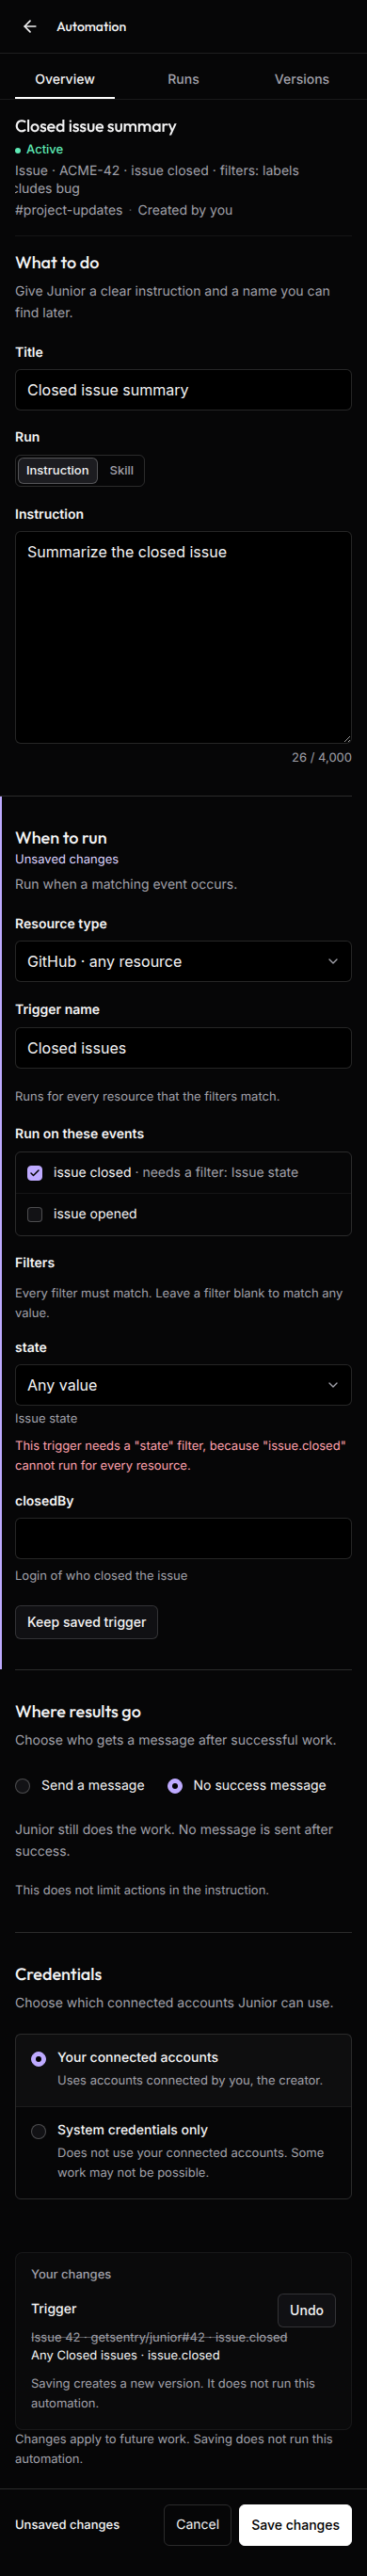 Automation
Overview Runs Versions
Closed issue summary
Active
Issue · ACME-42 · issue closed · filters: labels
cludes bug
#project-updates · Created by you
What to do
Give Junior a clear instruction and a name you can
find later.
Title
Closed issue summary
Run
Instruction Skill
Instruction
Summarize the closed issue
26 / 4,000
When to run
Unsaved changes
Run when a matching event occurs.
Resource type
GitHub · any resource
Trigger name
Closed issues
Runs for every resource that the filters match.
Run on these events
issue closed · needs a filter: Issue state
issue opened
Filters
Every filter must match. Leave a filter blank to match any
value.
state
Any value
Issue state
This trigger needs a "state" filter, because "issue.closed"
cannot run for every resource.
closedBy
Login of who closed the issue
Keep saved trigger
Where results go
Choose who gets a message after successful work.
Send a message No success message
Junior still does the work. No message is sent after
success.
This does not limit actions in the instruction.
Credentials
Choose which connected accounts Junior can use.
Your connected accounts
Uses accounts connected by you, the creator.
System credentials only
Does not use your connected accounts. Some
work may not be possible.
Your changes
Trigger
Undo
Issue 42 · getsentry/junior#42 · issue.closed
Any Closed issues · issue.closed
Saving creates a new version. It does not run this
automation.
Changes apply to future work. Saving does not run this
automation.
Unsaved changes Cancel Save changes